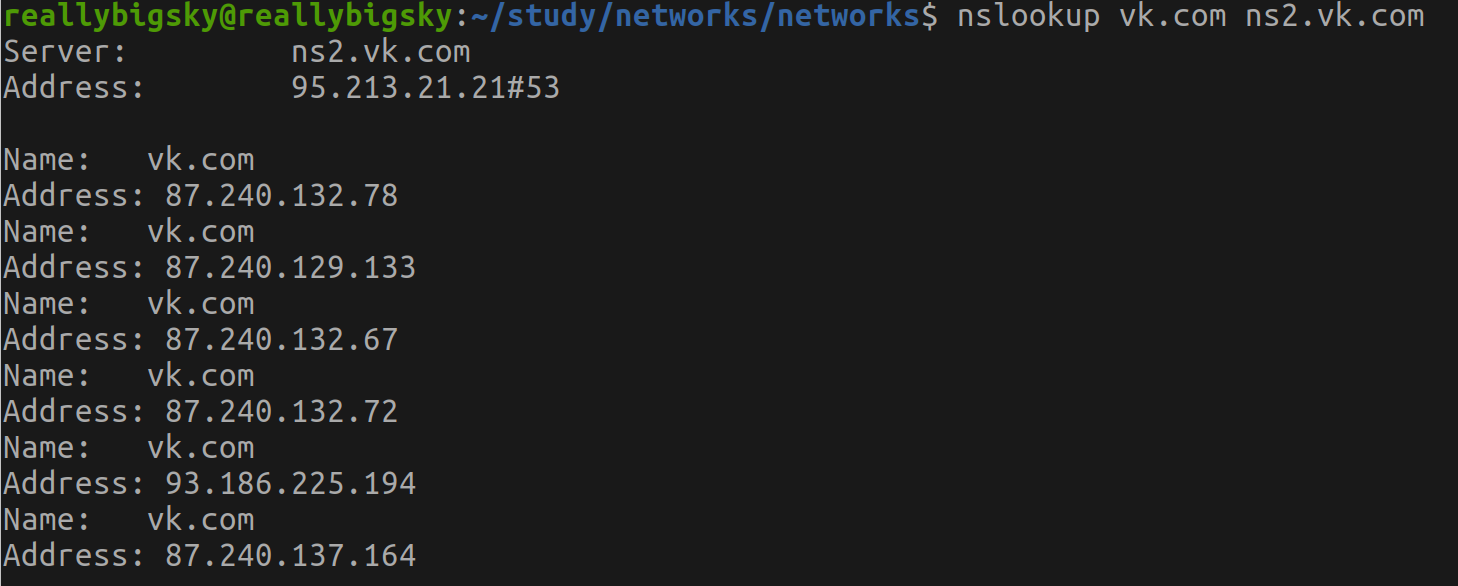 reallybigsky@reallybigsky:~/study/networks/networks$ nslookup vk.com ns2.vk.com
Server:         ns2.vk.com
Address:        95.213.21.21#53

Name:   vk.com
Address: 87.240.132.78
Name:   vk.com
Address: 87.240.129.133
Name:   vk.com
Address: 87.240.132.67
Name:   vk.com
Address: 87.240.132.72
Name:   vk.com
Address: 93.186.225.194
Name:   vk.com
Address: 87.240.137.164